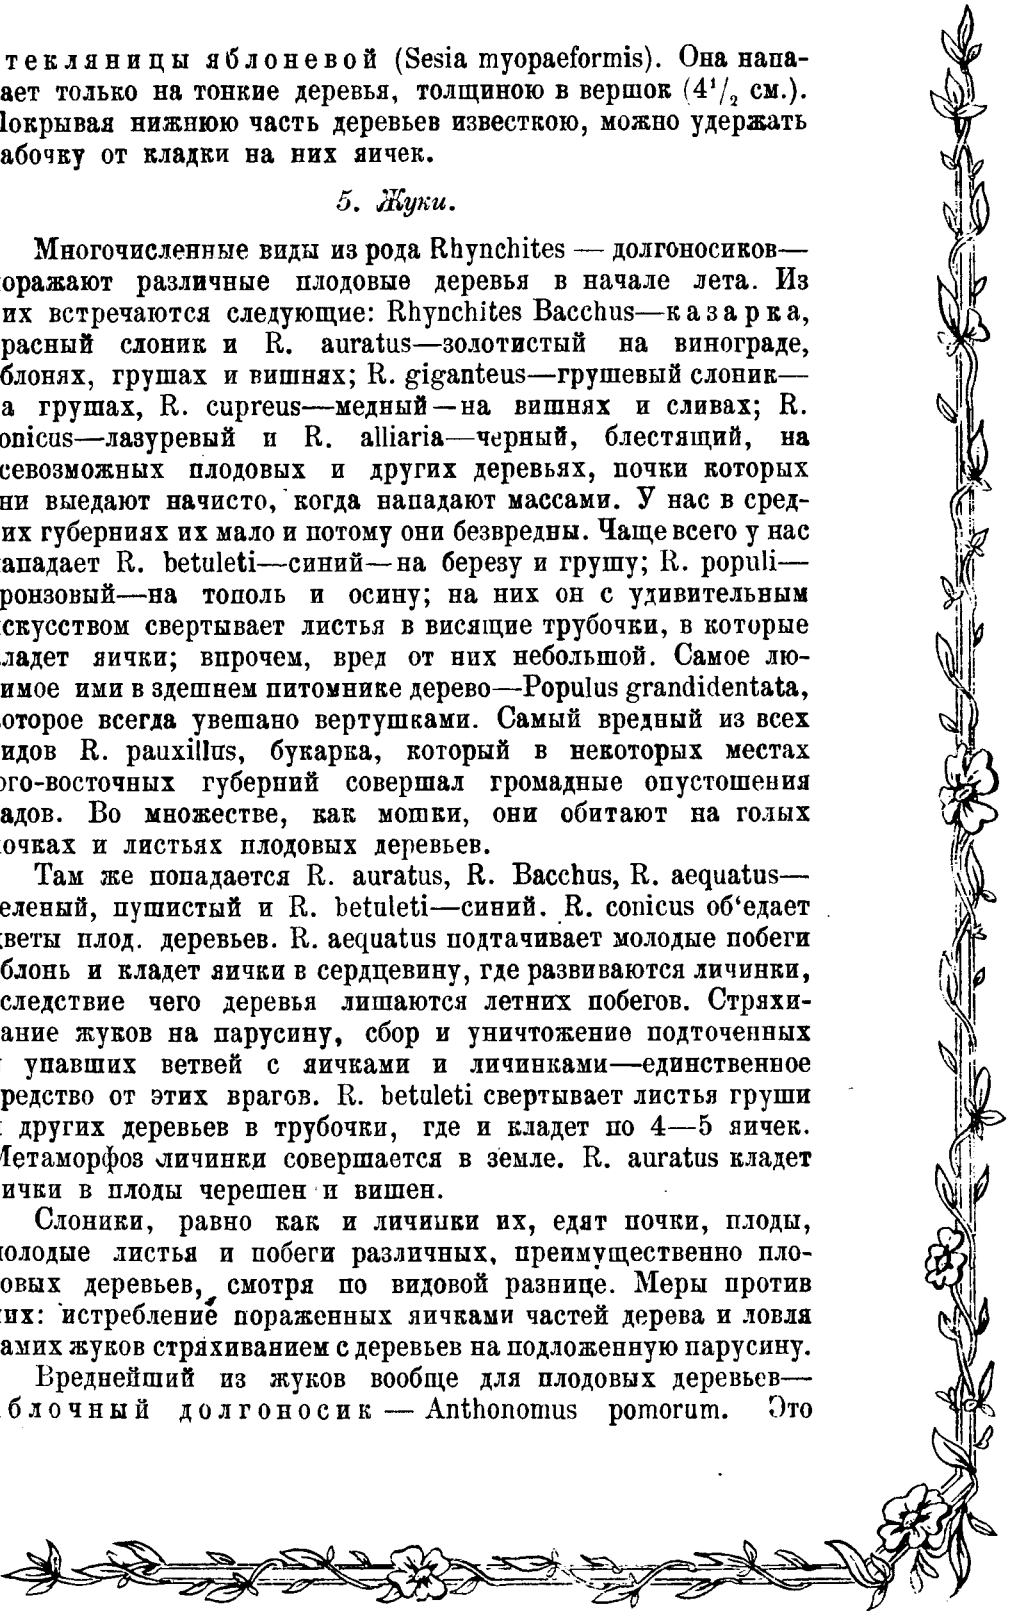 текляницы яблоневой (Sesia myopaeformis). Она напа-
ает только на тонкие деревья, толщиною в вершок (4¹/₂ см.).
Покрывая нижнюю часть деревьев известкою, можно удержать
абочку от кладки на них яичек.
5. Жуки.
Многочисленные виды из рода Rhynchites — долгоносиков—
оражают различные плодовые деревья в начале лета. Из
их встречаются следующие: Rhynchites Bacchus—казарка,
расный слоник и R. auratus—золотистый на винограде,
блонях, грушах и вишнях; R. giganteus—грушевый слоник—
а грушах, R. cupreus—медный—на вишнях и сливах; R.
onicus—лазуревый и R. alliaria—черный, блестящий, на
севозможных плодовых и других деревьях, почки которых
ни выедают начисто, когда нападают массами. У нас в сред-
их губерниях их мало и потому они безвредны. Чаще всего у нас
ападает R. betuleti—синий—на березу и грушу; R. populi—
ронзовый—на тополь и осину; на них он с удивительным
скусством свертывает листья в висящие трубочки, в которые
ладет яички; впрочем, вред от них небольшой. Самое лю-
имое ими в здешнем питомнике дерево—Populus grandidentata,
оторое всегда увешано вертушками. Самый вредный из всех
идов R. pauxillus, букарка, который в некоторых местах
ого-восточных губерний совершал громадные опустошения
адов. Во множестве, как мошки, они обитают на голых
очках и листьях плодовых деревьев.
Там же попадается R. auratus, R. Bacchus, R. aequatus—
еленый, пушистый и R. betuleti—синий. R. conicus об‘едает
цветы плод. деревьев. R. aequatus подтачивает молодые побеги
блонь и кладет яички в сердцевину, где развиваются личинки,
следствие чего деревья лишаются летних побегов. Стряхи-
ание жуков на парусину, сбор и уничтожение подточенных
упавших ветвей с яичками и личинками—единственное
редство от этих врагов. R. betuleti свертывает листья груши
других деревьев в трубочки, где и кладет по 4—5 яичек.
Метаморфоз личинки совершается в земле. R. auratus кладет
ички в плоды черешен и вишен.
Слоники, равно как и личинки их, едят почки, плоды,
олодые листья и побеги различных, преимущественно пло-
овых деревьев, смотря по видовой разнице. Меры против
их: истребление пораженных яичками частей дерева и ловля
амих жуков стряхиванием с деревьев на подложенную парусину.
Вреднейший из жуков вообще для плодовых деревьев—
блочный долгоносик — Anthonomus pomorum. Это